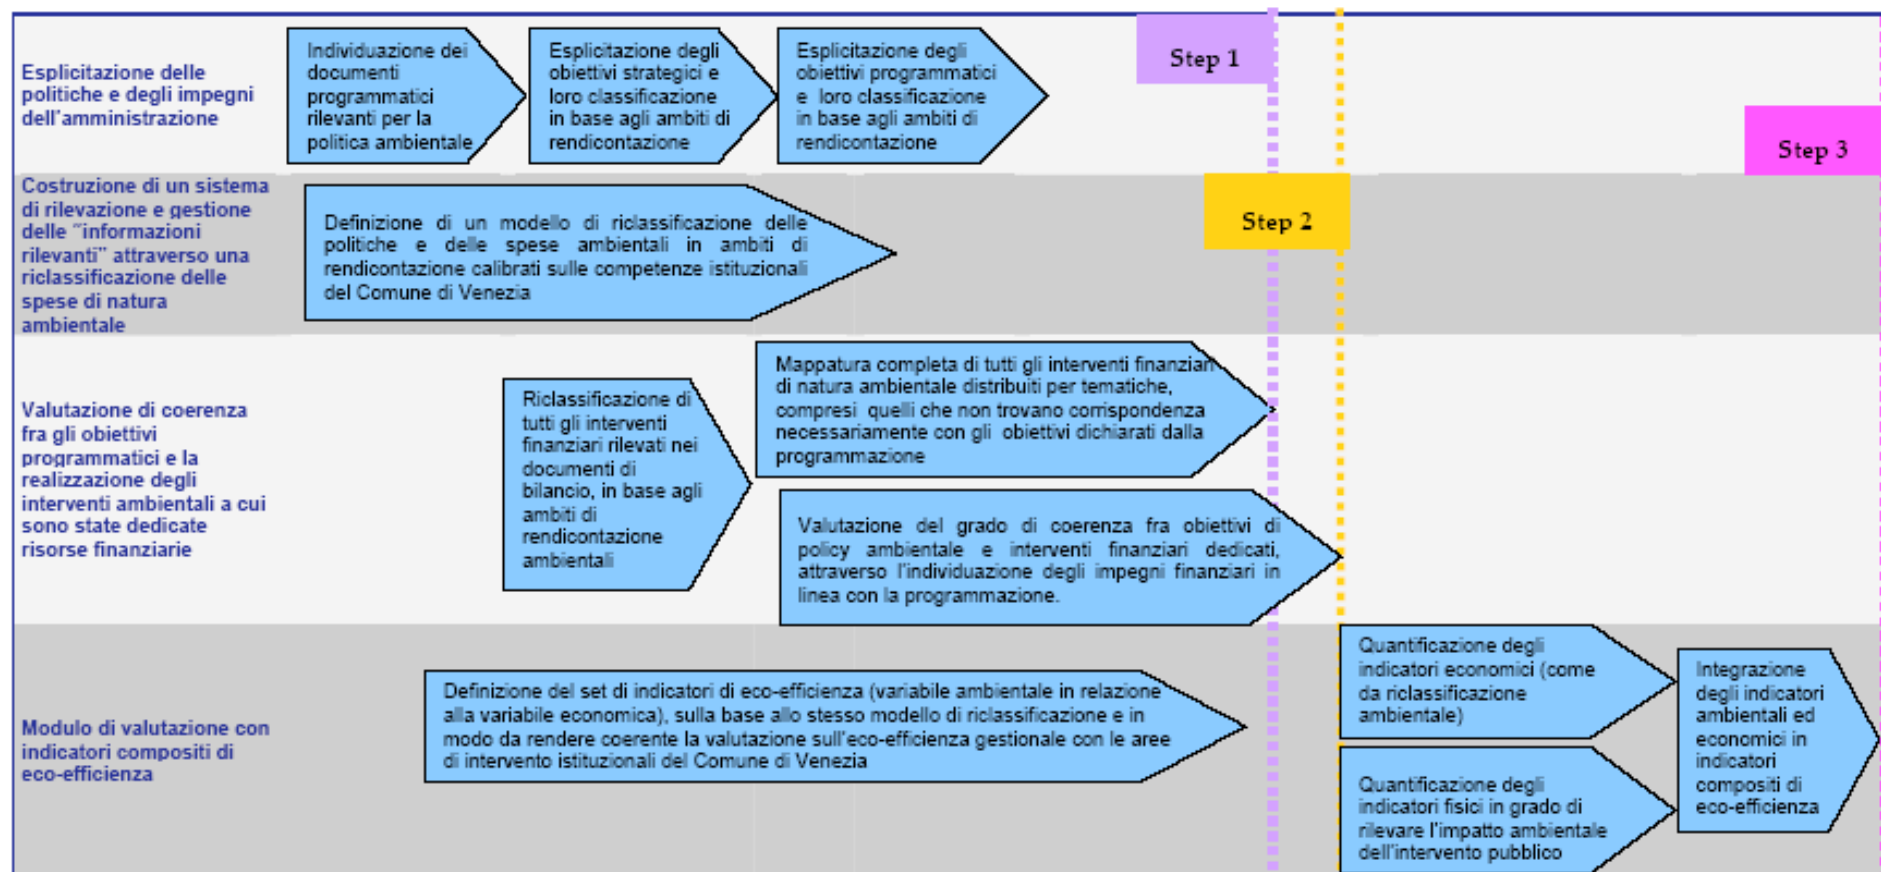 Esplicitazione delle
politiche e degli impegni
dell'amministrazione
Individuazione dei
documenti
programmatici
rilevanti per la
politica ambientale
Esplicitazione degli
obiettivi strategici e
loro classificazione
in base agli ambiti di
rendicontazione
Esplicitazione degli
obiettivi programmatici
e loro classificazione
in base agli ambiti di
rendicontazione
Step 1
Step 3
Costruzione di un sistema
di rilevazione e gestione
delle "informazioni
rilevanti" attraverso una
riclassificazione delle
spese di natura
ambientale
Definizione di un modello di riclassificazione delle
politiche e delle spese ambientali in ambiti di
rendicontazione calibrati sulle competenze istituzionali
del Comune di Venezia
Step 2
Valutazione di coerenza
fra gli obiettivi
programmatici e la
realizzazione degli
interventi ambientali a cui
sono state dedicate
risorse finanziarie
Riclassificazione di
tutti gli interventi
finanziari rilevati nei
documenti di
bilancio, in base agli
ambiti di
rendicontazione
ambientali
Mappatura completa di tutti gli interventi finanziari
di natura ambientale distribuiti per tematiche,
compresi quelli che non trovano corrispondenza
necessariamente con gli obiettivi dichiarati dalla
programmazione
Valutazione del grado di coerenza fra obiettivi di
policy ambientale e interventi finanziari dedicati,
attraverso l'individuazione degli impegni finanziari in
linea con la programmazione.
Modulo di valutazione con
indicatori compositi di
eco-efficienza
Definizione del set di indicatori di eco-efficienza (variabile ambientale in relazione
alla variabile economica), sulla base allo stesso modello di riclassificazione e in
modo da rendere coerente la valutazione sull'eco-efficienza gestionale con le aree
di intervento istituzionali del Comune di Venezia
Quantificazione degli
indicatori economici (come
da riclassificazione
ambientale)
Quantificazione degli
indicatori fisici in grado di
rilevare l'impatto ambientale
dell'intervento pubblico
Integrazione
degli indicatori
ambientali ed
economici in
indicatori
compositi di
eco-efficienza